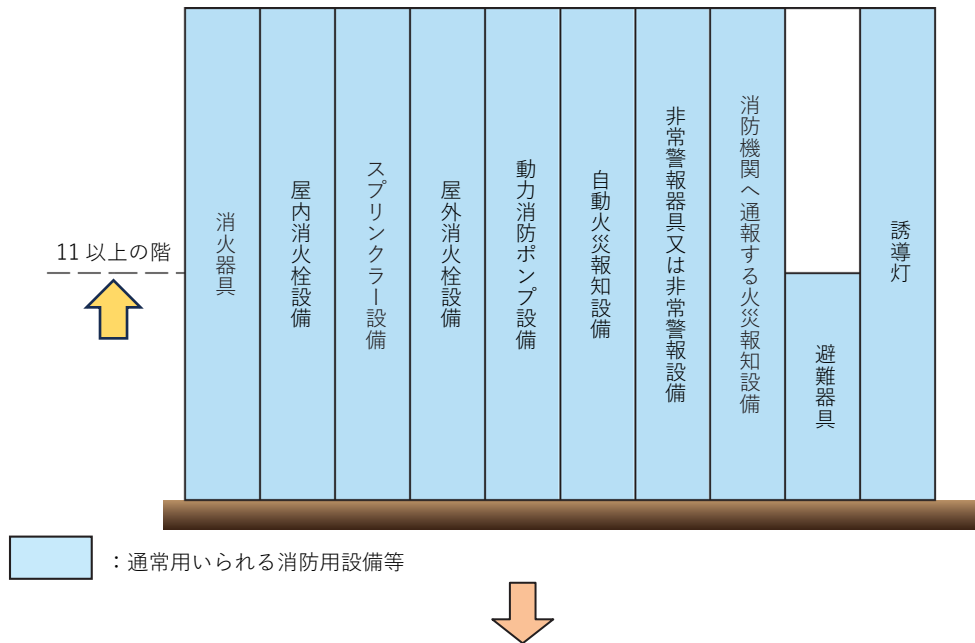 11 以上の階
消火器具
屋内消火栓設備
スプリンクラー設備
屋外消火栓設備
動力消防ポンプ設備
自動火災報知設備
非常警報器具又は非常警報設備
消防機関へ通報する火災報知設備
避難器具
誘導灯
：通常用いられる消防用設備等